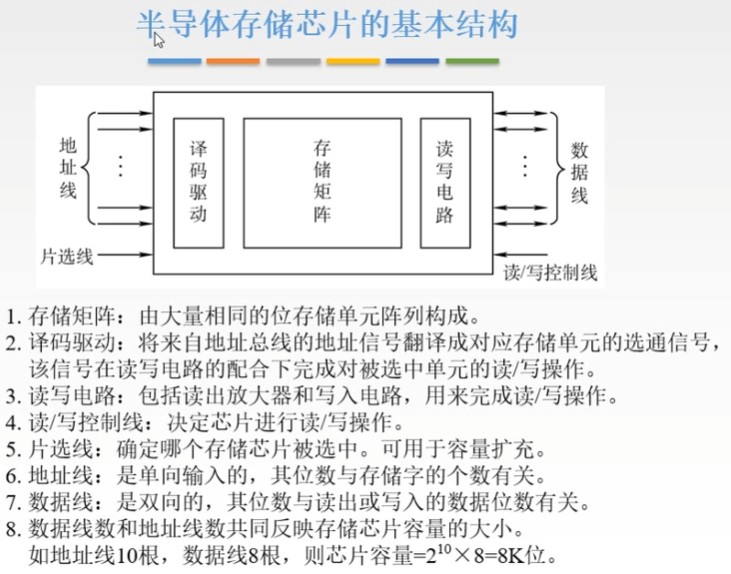 半导体存储芯片的基本结构
地址线
译码驱动
存储矩阵
读写电路
数据线
片选线
读/写控制线
1. 存储矩阵：由大量相同的位存储单元阵列构成。
2. 译码驱动：将来自地址总线的地址信号翻译成对应存储单元的选通信号，
该信号在读写电路的配合下完成对被选中单元的读/写操作。
3. 读写电路：包括读出放大器和写入电路，用来完成读/写操作。
4. 读/写控制线：决定芯片进行读/写操作。
5. 片选线：确定哪个存储芯片被选中。可用于容量扩充。
6. 地址线：是单向输入的，其位数与存储字的个数有关。
7. 数据线：是双向的，其位数与读出或写入的数据位数有关。
8. 数据线数和地址线数共同反映存储芯片容量的大小。
如地址线10根，数据线8根，则芯片容量=2¹⁰×8=8K位。